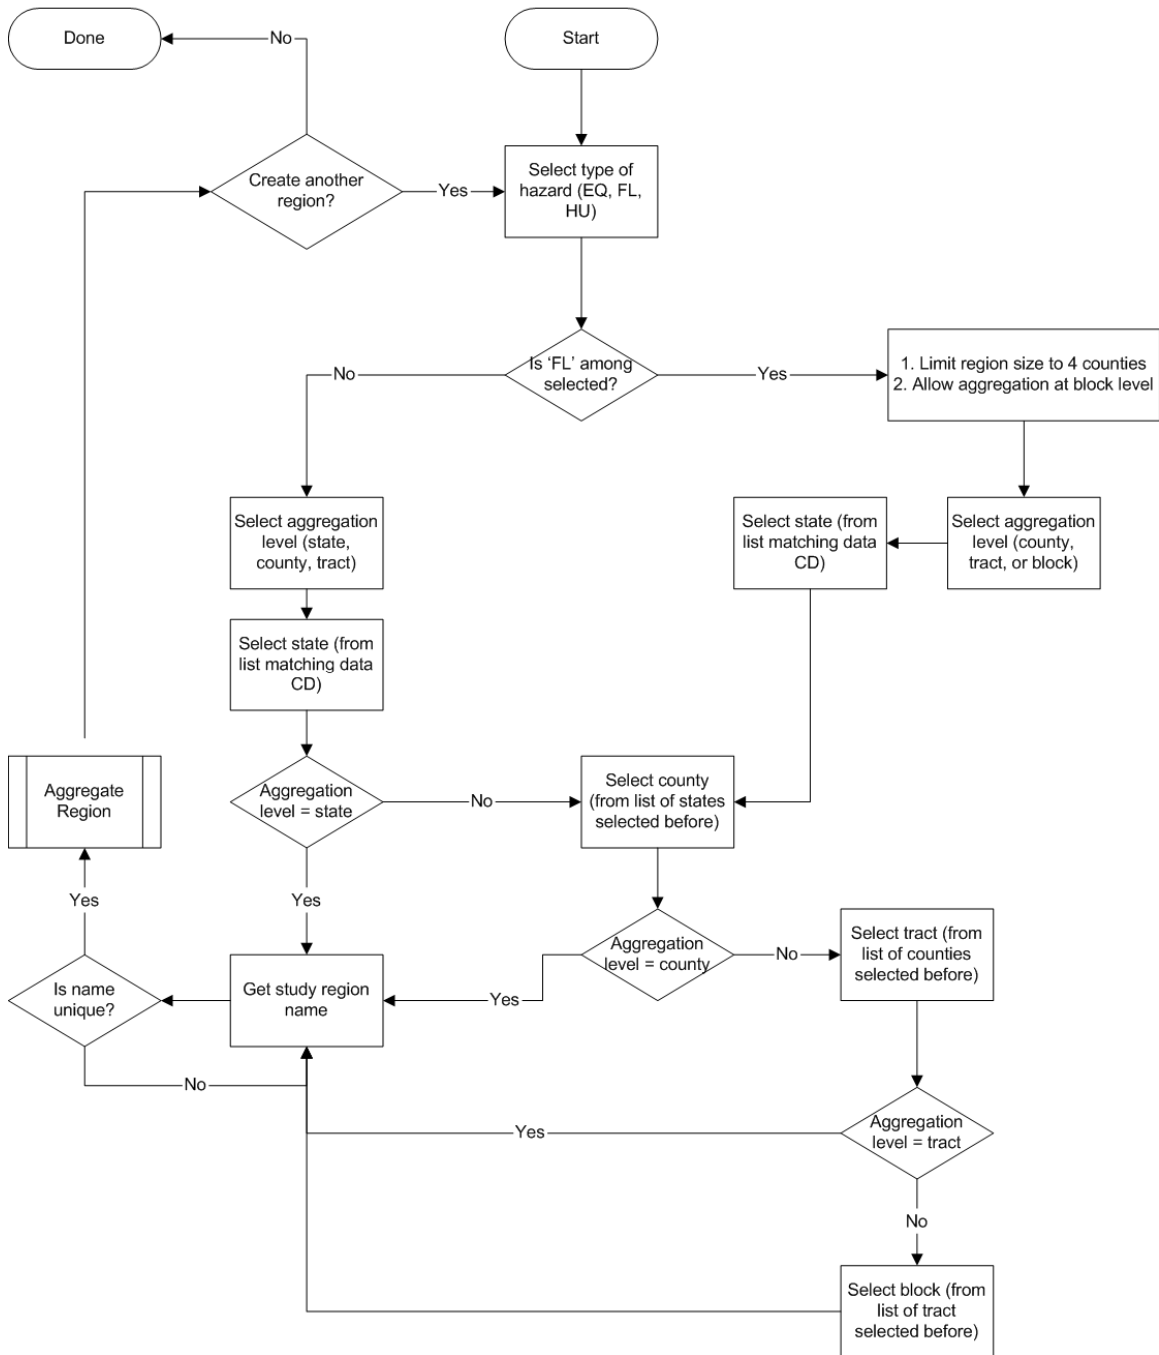 Done
No
Start
Create another
region?
Yes
Select type of
hazard (EQ, FL,
HU)
Is ‘FL’ among
selected?
No
Yes
1. Limit region size to 4 counties
2. Allow aggregation at block level
Select aggregation
level (state,
county, tract)
Select state (from
list matching data
CD)
Select aggregation
level (county,
tract, or block)
Select state (from
list matching data
CD)
Aggregate
Region
Aggregation
level = state
No
Select county
(from list of states
selected before)
Yes
Yes
Is name
unique?
Get study region
name
Yes
Aggregation
level = county
No
Select tract (from
list of counties
selected before)
No
Yes
Aggregation
level = tract
No
Select block (from
list of tract
selected before)